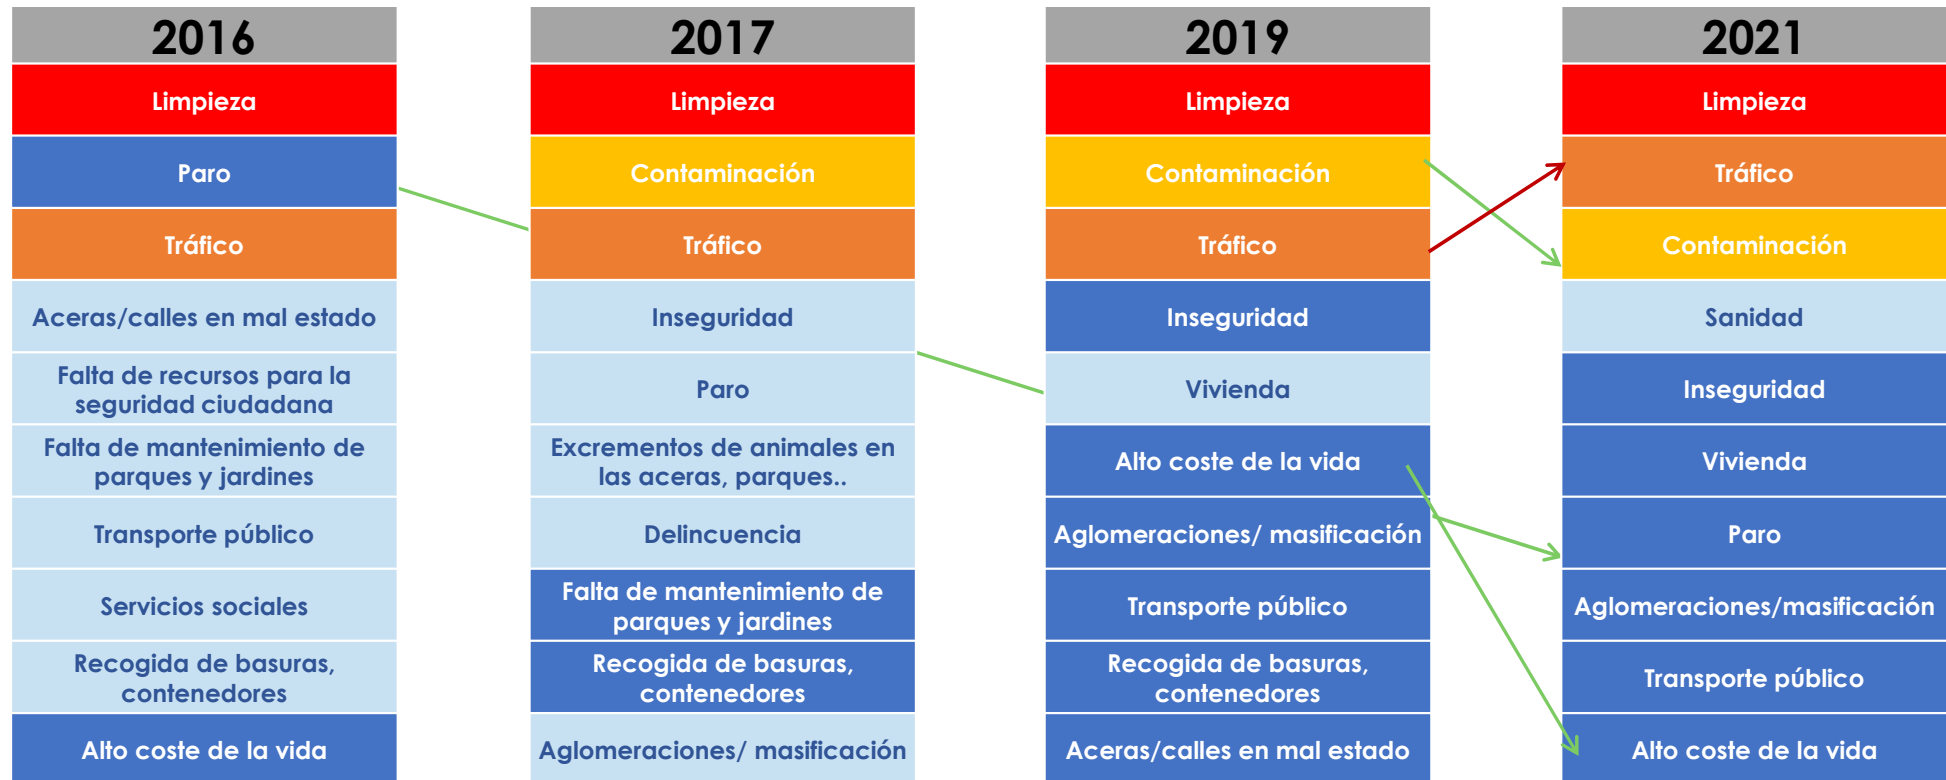 2016
Limpieza
Paro
Tráfico
Aceras/calles en mal estado
Falta de recursos para la
seguridad ciudadana
Falta de mantenimiento de
parques y jardines
Transporte público
Servicios sociales
Recogida de basuras,
contenedores
Alto coste de la vida
2017
Limpieza
Contaminación
Tráfico
Inseguridad
Paro
Excrementos de animales en
las aceras, parques..
Delincuencia
Falta de mantenimiento de
parques y jardines
Recogida de basuras,
contenedores
Aglomeraciones/ masificación
2019
Limpieza
Contaminación
Tráfico
Inseguridad
Vivienda
Alto coste de la vida
Aglomeraciones/ masificación
Transporte público
Recogida de basuras,
contenedores
Aceras/calles en mal estado
2021
Limpieza
Tráfico
Contaminación
Sanidad
Inseguridad
Vivienda
Paro
Aglomeraciones/masificación
Transporte público
Alto coste de la vida